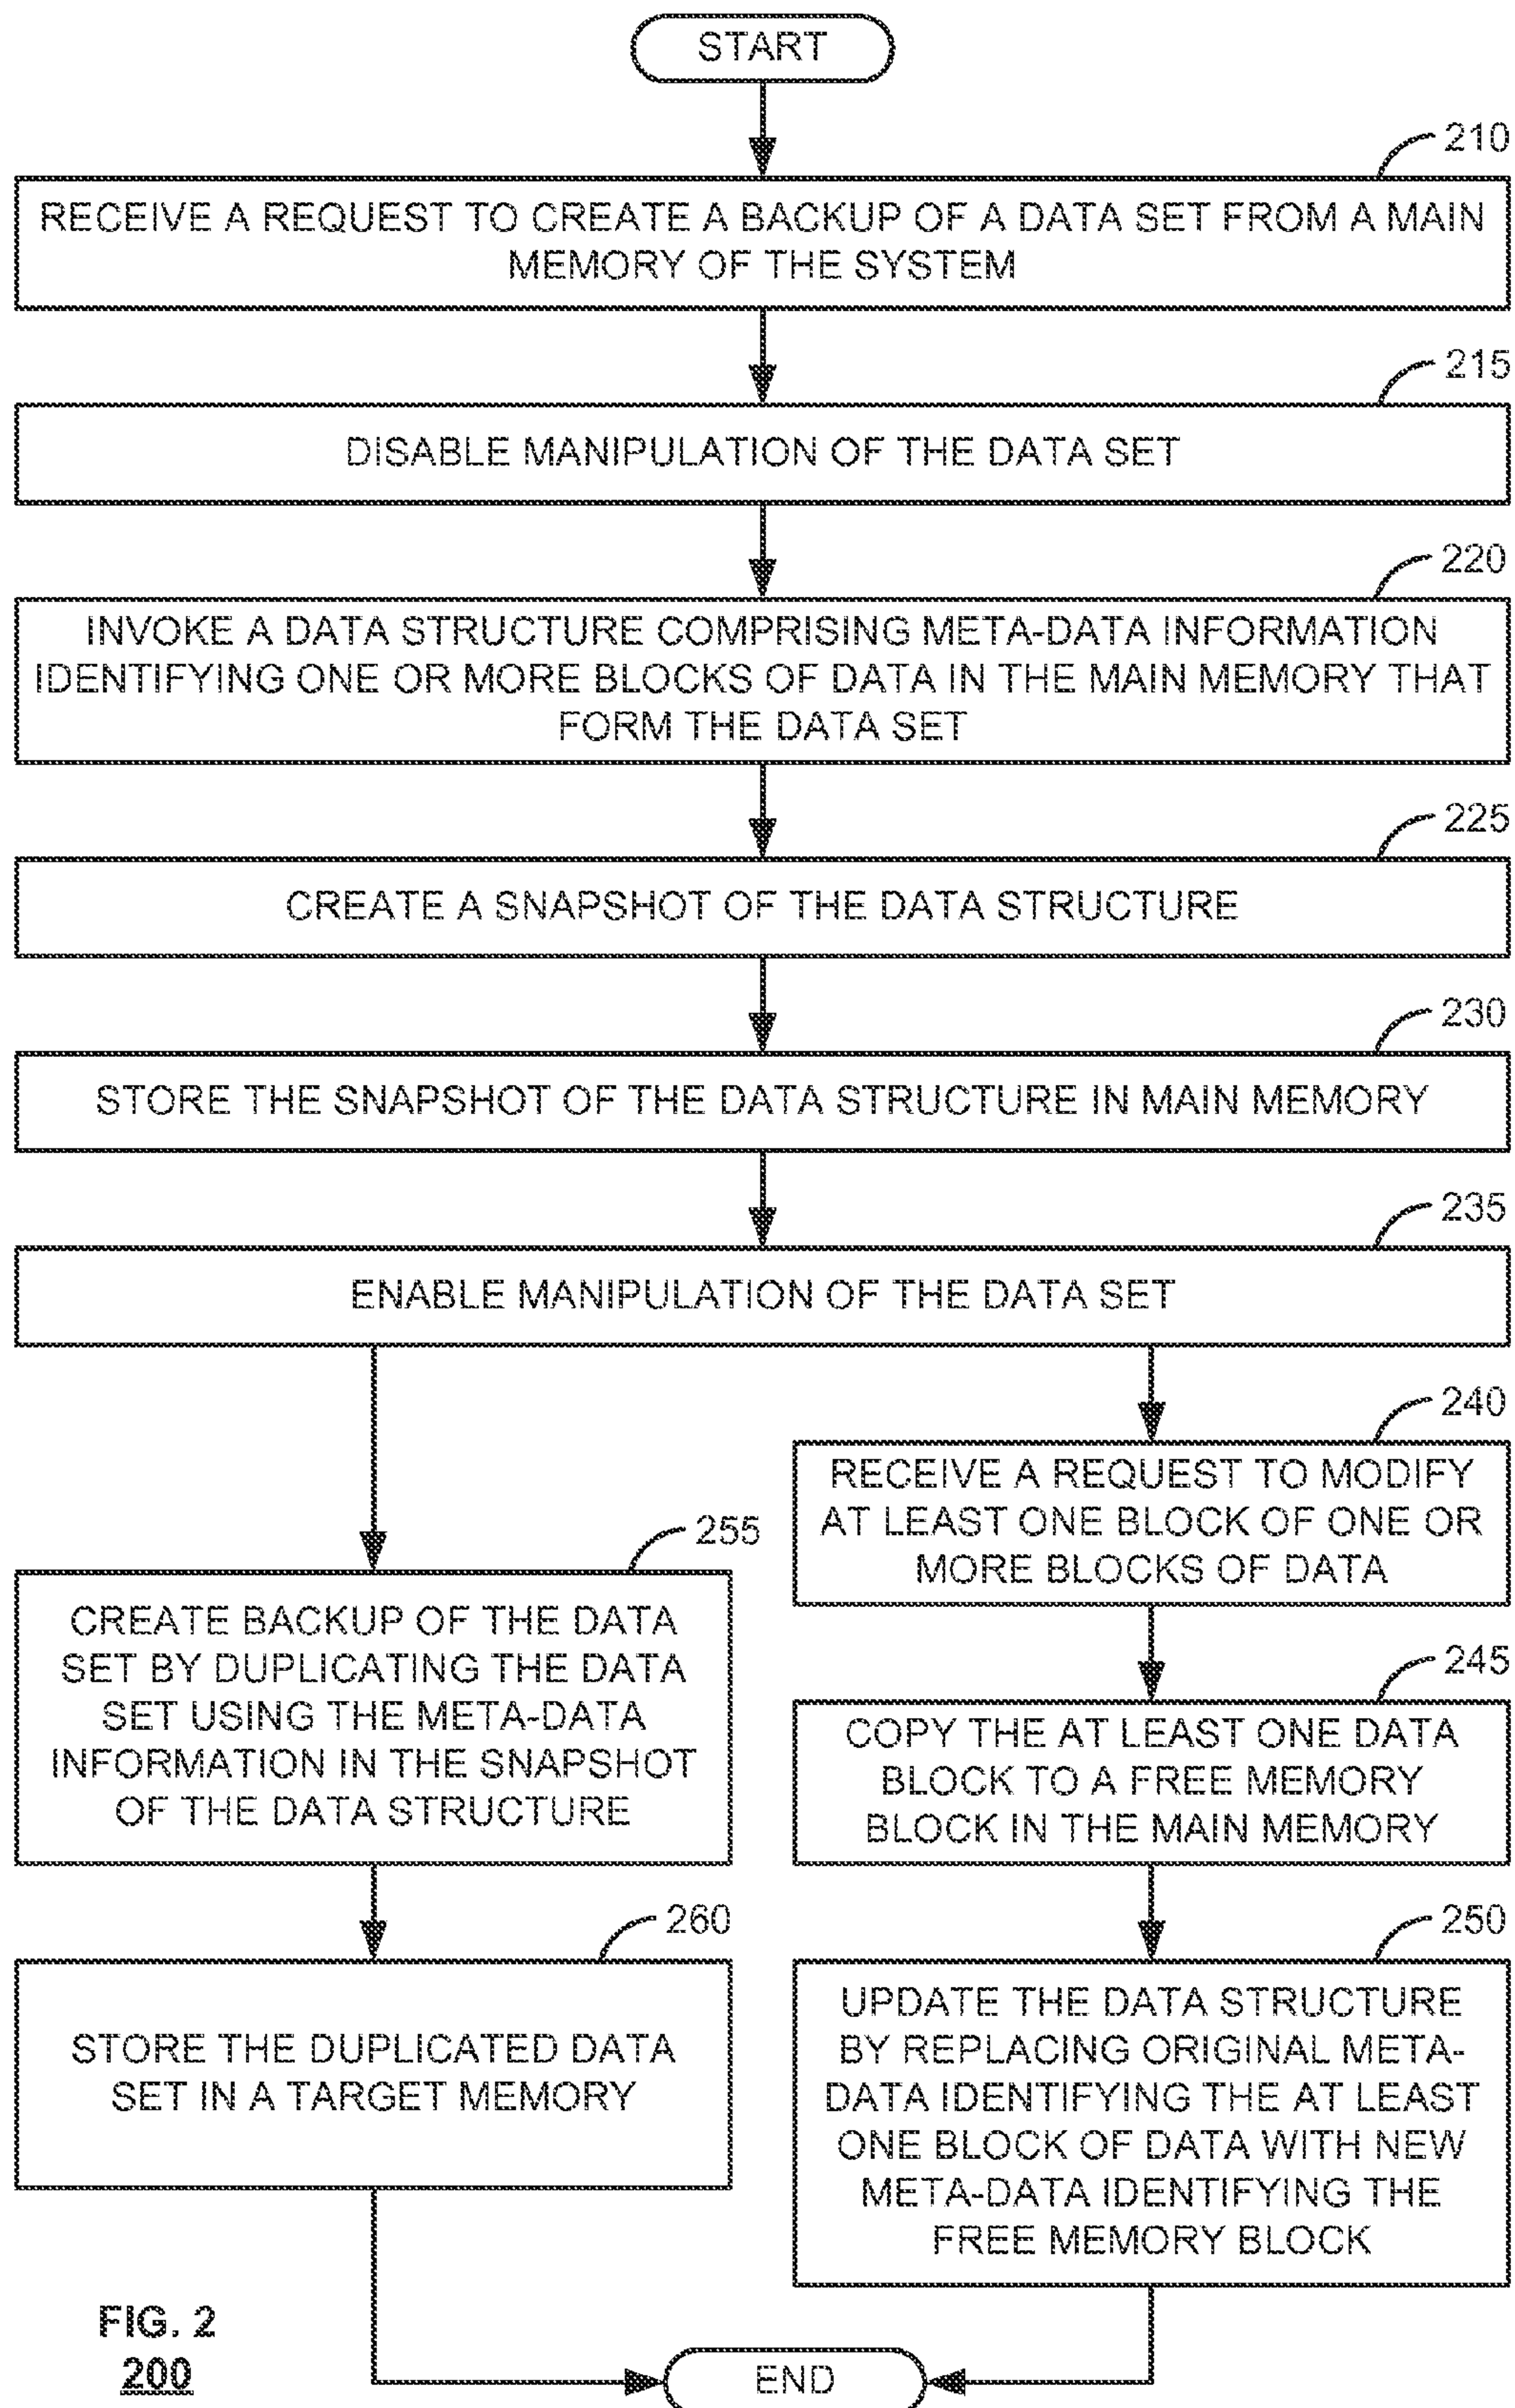 START
210
RECEIVE A REQUEST TO CREATE A BACKUP OF A DATA SET FROM A MAIN
MEMORY OF THE SYSTEM
215
DISABLE MANIPULATION OF THE DATA SET
220
INVOKE A DATA STRUCTURE COMPRISING META-DATA INFORMATION
IDENTIFYING ONE OR MORE BLOCKS OF DATA IN THE MAIN MEMORY THAT
FORM THE DATA SET
225
CREATE A SNAPSHOT OF THE DATA STRUCTURE
230
STORE THE SNAPSHOT OF THE DATA STRUCTURE IN MAIN MEMORY
235
ENABLE MANIPULATION OF THE DATA SET
240
RECEIVE A REQUEST TO MODIFY
AT LEAST ONE BLOCK OF ONE OR
MORE BLOCKS OF DATA
245
COPY THE AT LEAST ONE DATA
BLOCK TO A FREE MEMORY
BLOCK IN THE MAIN MEMORY
250
UPDATE THE DATA STRUCTURE
BY REPLACING ORIGINAL META-
DATA IDENTIFYING THE AT LEAST
ONE BLOCK OF DATA WITH NEW
META-DATA IDENTIFYING THE
FREE MEMORY BLOCK
255
CREATE BACKUP OF THE DATA
SET BY DUPLICATING THE DATA
SET USING THE META-DATA
INFORMATION IN THE SNAPSHOT
OF THE DATA STRUCTURE
260
STORE THE DUPLICATED DATA
SET IN A TARGET MEMORY
END
FIG. 2
200